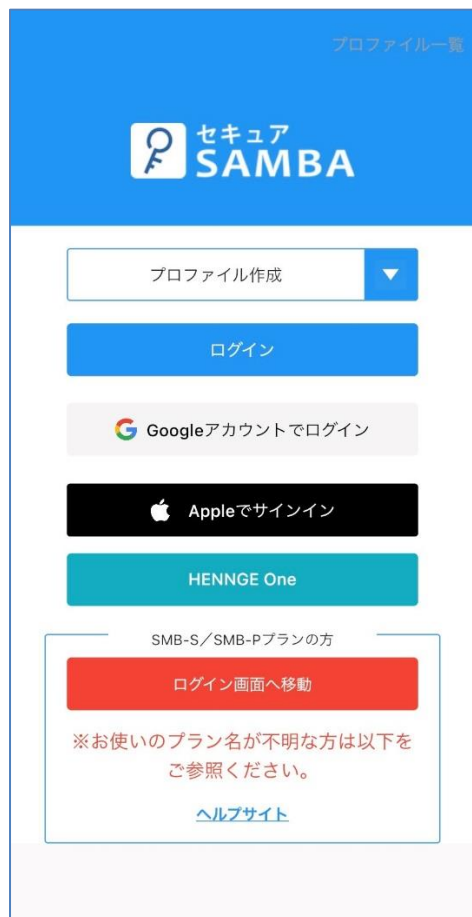 プロファイル一覧
セキュア
SAMBA
プロファイル作成
ログイン
Googleアカウントでログイン
Appleでサインイン
HENNGE One
SMB-S／SMB-Pプランの方
ログイン画面へ移動
※お使いのプラン名が不明な方は以下を
ご参照ください。
ヘルプサイト